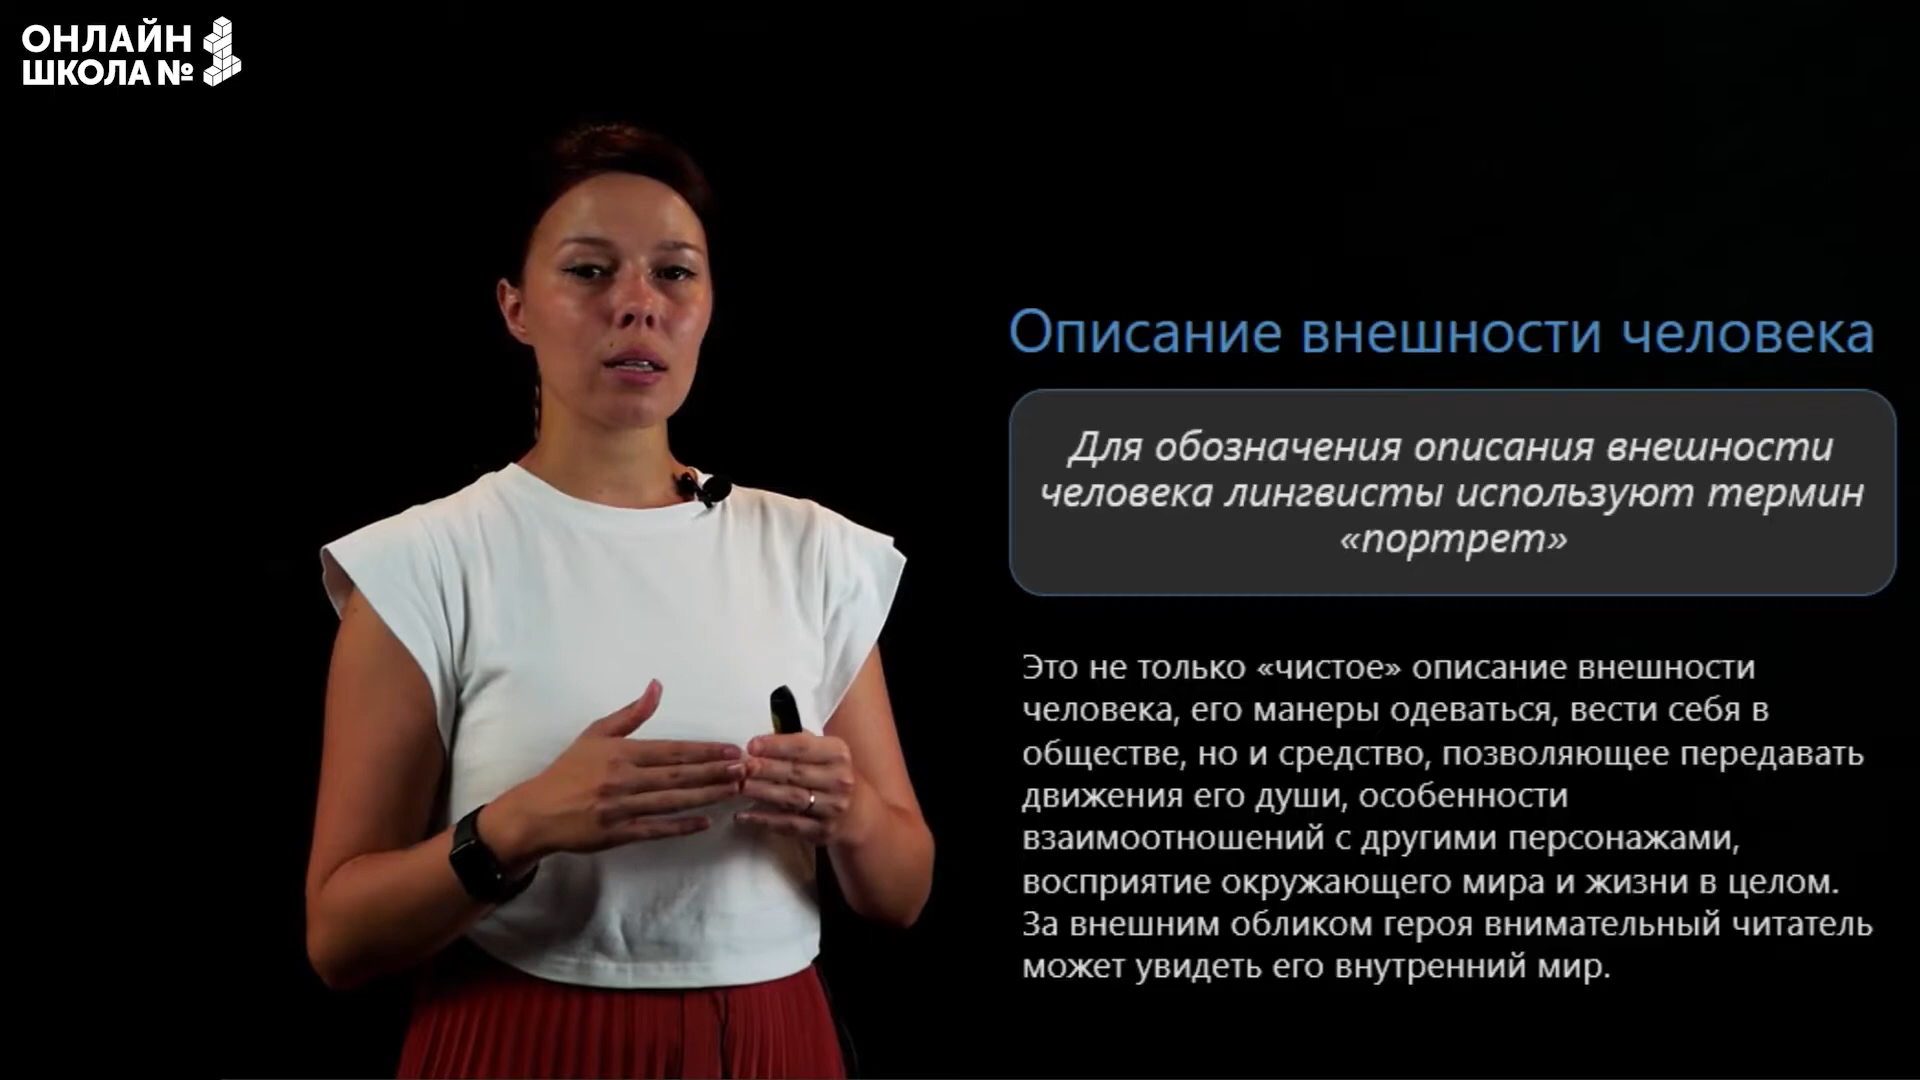 ОНЛАЙН
ШКОЛА №1
Описание внешности человека
Для обозначения описания внешности
человека лингвисты используют термин
«портрет»
Это не только «чистое» описание внешности
человека, его манеры одеваться, вести себя в
обществе, но и средство, позволяющее передавать
движения его души, особенности
взаимоотношений с другими персонажами,
восприятие окружающего мира и жизни в целом.
За внешним обликом героя внимательный читатель
может увидеть его внутренний мир.